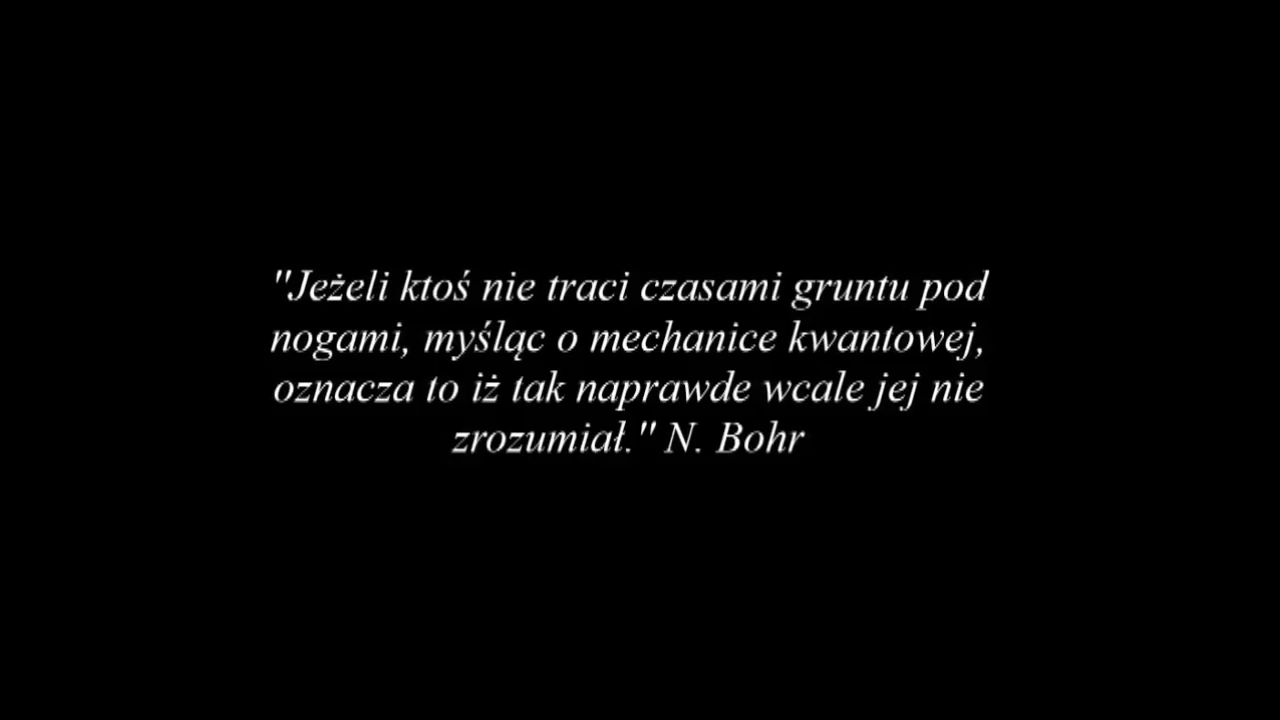 "Jeżeli ktoś nie traci czasami gruntu pod
nogami, myśląc o mechanice kwantowej,
oznacza to iż tak naprawde wcale jej nie
zrozumiał." N. Bohr